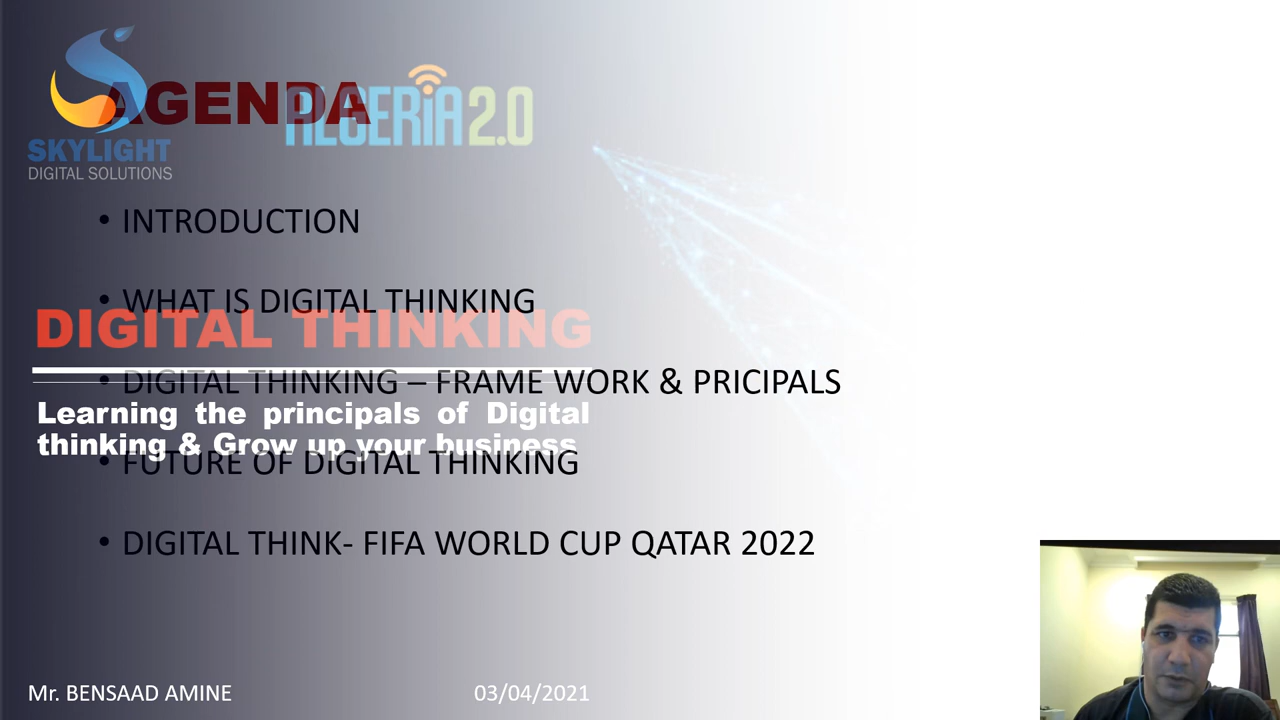 AGENDA
ALGERiA 2.0
SKYLIGHT
DIGITAL SOLUTIONS
• INTRODUCTION
• WHAT IS DIGITAL THINKING
DIGITAL THINKING
• DIGITAL THINKING – FRAME WORK & PRICIPALS
Learning the principals of Digital
thinking & Grow up your business
• FUTURE OF DIGITAL THINKING
• DIGITAL THINK- FIFA WORLD CUP QATAR 2022
Mr. BENSAAD AMINE 03/04/2021